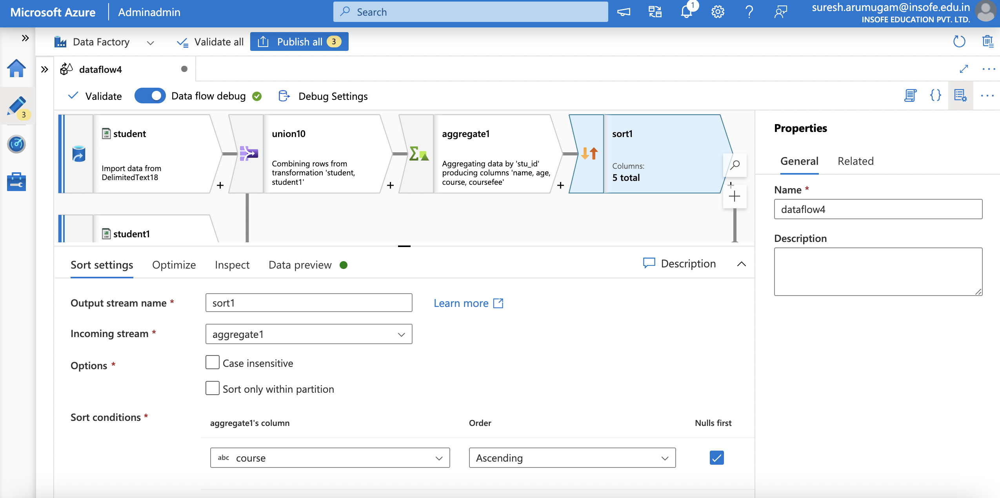 Microsoft Azure
Adminadmin
Search
1
suresh.arumugam@insofe.edu.in
INSOFE EDUCATION PVT. LTD.
Data Factory
Validate all
Publish all 3
dataflow4
Validate
Data flow debug
Debug Settings
3
student
Import data from
DelimitedText18
+
union10
Combining rows from
transformation 'student,
student1'
+
aggregate1
Aggregating data by 'stu_id'
producing columns 'name, age,
course, coursefee'
+
sort1
Columns:
5 total
+
student1
Properties
General
Related
Name *
dataflow4
Description
Sort settings
Optimize
Inspect
Data preview
Description
Output stream name *
sort1
Learn more
Incoming stream *
aggregate1
Options *
Case insensitive
Sort only within partition
Sort conditions *
aggregate1's column
Order
Nulls first
abc course
Ascending